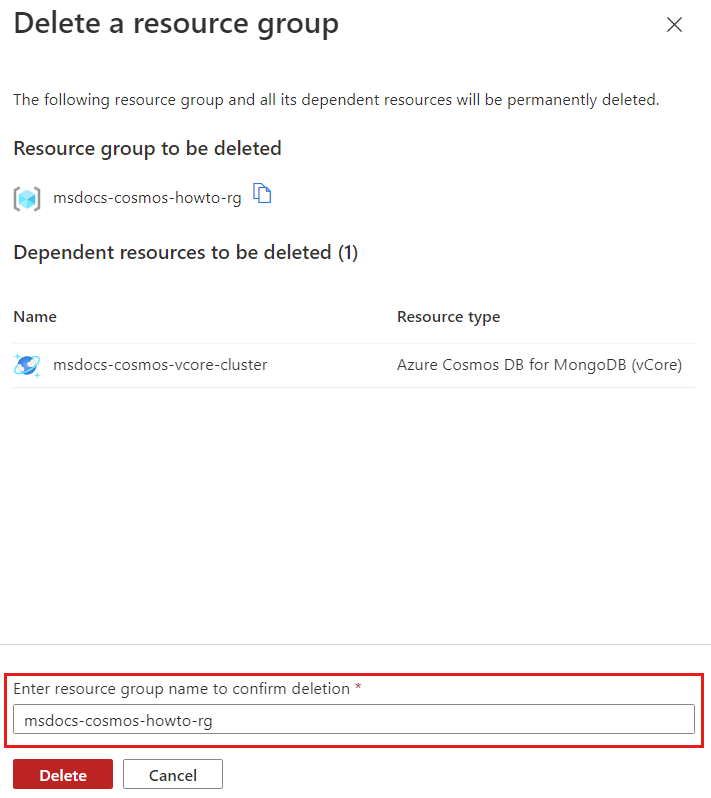 Delete a resource group
The following resource group and all its dependent resources will be permanently deleted.
Resource group to be deleted
msdocs-cosmos-howto-rg
Dependent resources to be deleted (1)
Name Resource type
msdocs-cosmos-vcore-cluster Azure Cosmos DB for MongoDB (vCore)
Enter resource group name to confirm deletion *
msdocs-cosmos-howto-rg
Delete Cancel